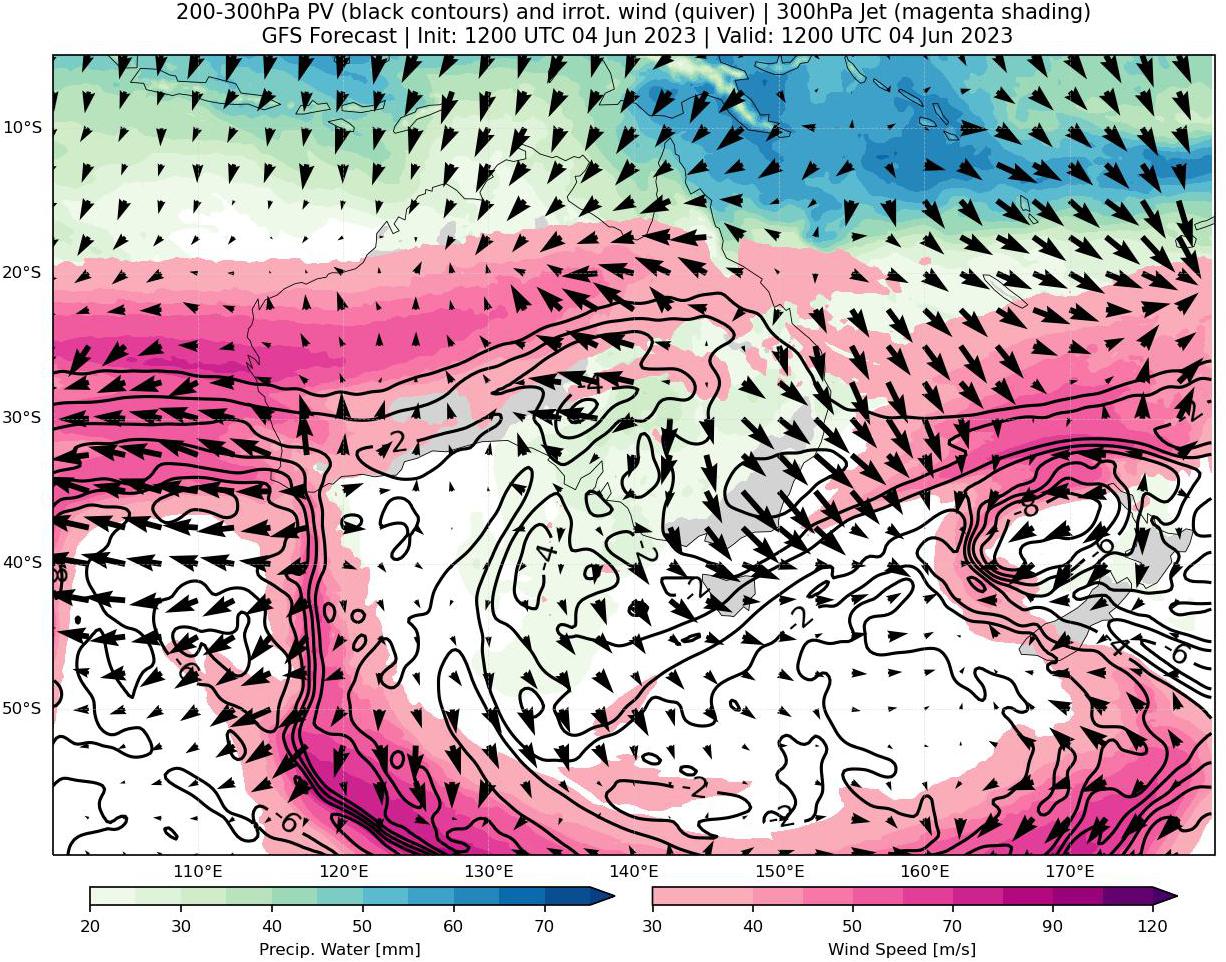 200-300hPa PV (black contours) and irrot. wind (quiver) | 300hPa Jet (magenta shading)
GFS Forecast | Init: 1200 UTC 04 Jun 2023 | Valid: 1200 UTC 04 Jun 2023
10°S
20°S
-4
-2
-2
30°S
-8
-4
-2
-6
40°S
-2
-2
-4
-6
-6
50°S
-2
-2
-6
110°E 120°E 130°E 140°E 150°E 160°E 170°E
20 30 40 50 60 70
30 40 50 70 90 120
Precip. Water [mm]
Wind Speed [m/s]